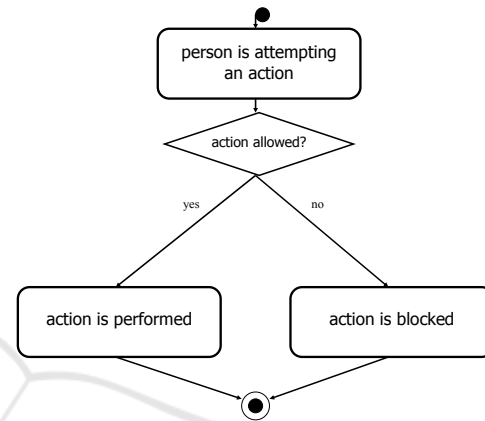 person is attempting
an action
action allowed?
yes
no
action is performed
action is blocked